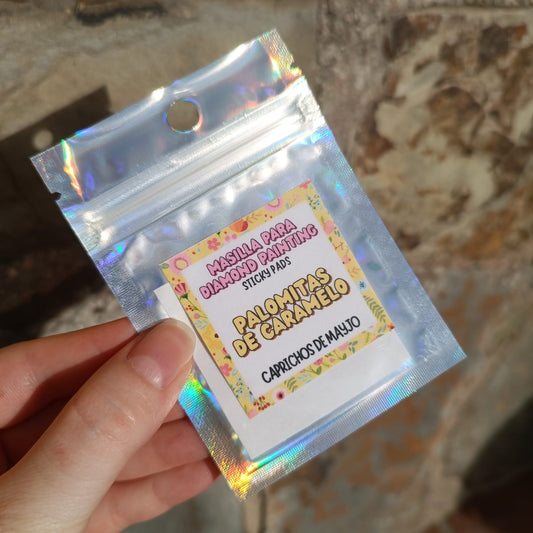 MASILLA PARA
DIAMOND PAINTING
STICKY PADS
PALOMITAS
DE CARAMELO
CAPRICHOS DE MAYJO